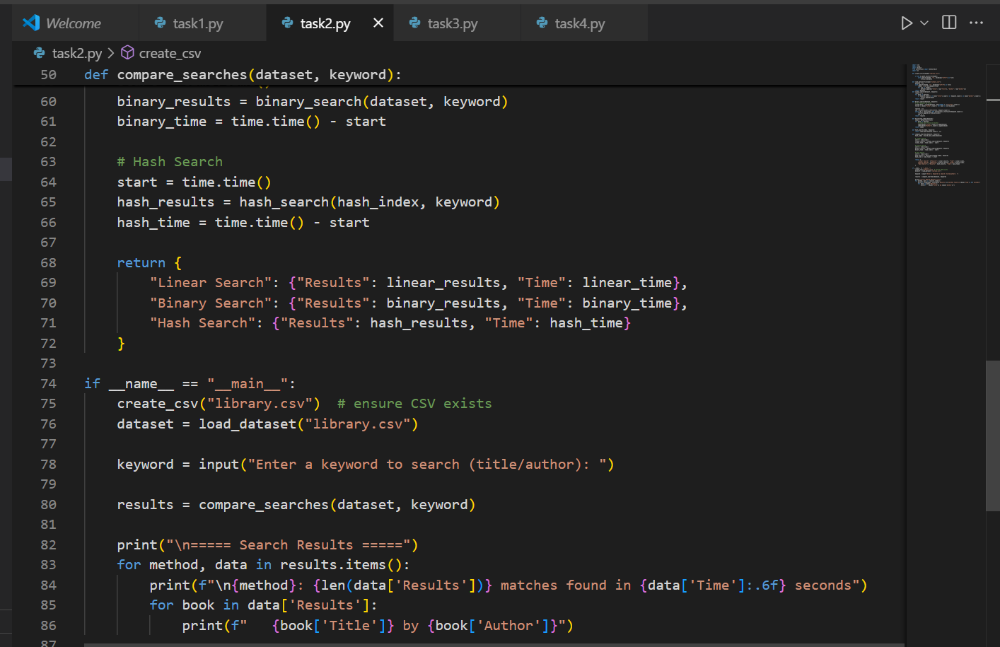 Welcome task1.py task2.py task3.py task4.py
task2.py > create_csv
50 def compare_searches(dataset, keyword):
60     binary_results = binary_search(dataset, keyword)
61     binary_time = time.time() - start
62
63     # Hash Search
64     start = time.time()
65     hash_results = hash_search(hash_index, keyword)
66     hash_time = time.time() - start
67
68     return {
69         "Linear Search": {"Results": linear_results, "Time": linear_time},
70         "Binary Search": {"Results": binary_results, "Time": binary_time},
71         "Hash Search": {"Results": hash_results, "Time": hash_time}
72     }
73
74 if __name__ == "__main__":
75     create_csv("library.csv")  # ensure CSV exists
76     dataset = load_dataset("library.csv")
77
78     keyword = input("Enter a keyword to search (title/author): ")
79
80     results = compare_searches(dataset, keyword)
81
82     print("\n===== Search Results =====")
83     for method, data in results.items():
84         print(f"\n{method}: {len(data['Results'])} matches found in {data['Time']:.6f} seconds")
85         for book in data['Results']:
86             print(f"   {book['Title']} by {book['Author']}")
87